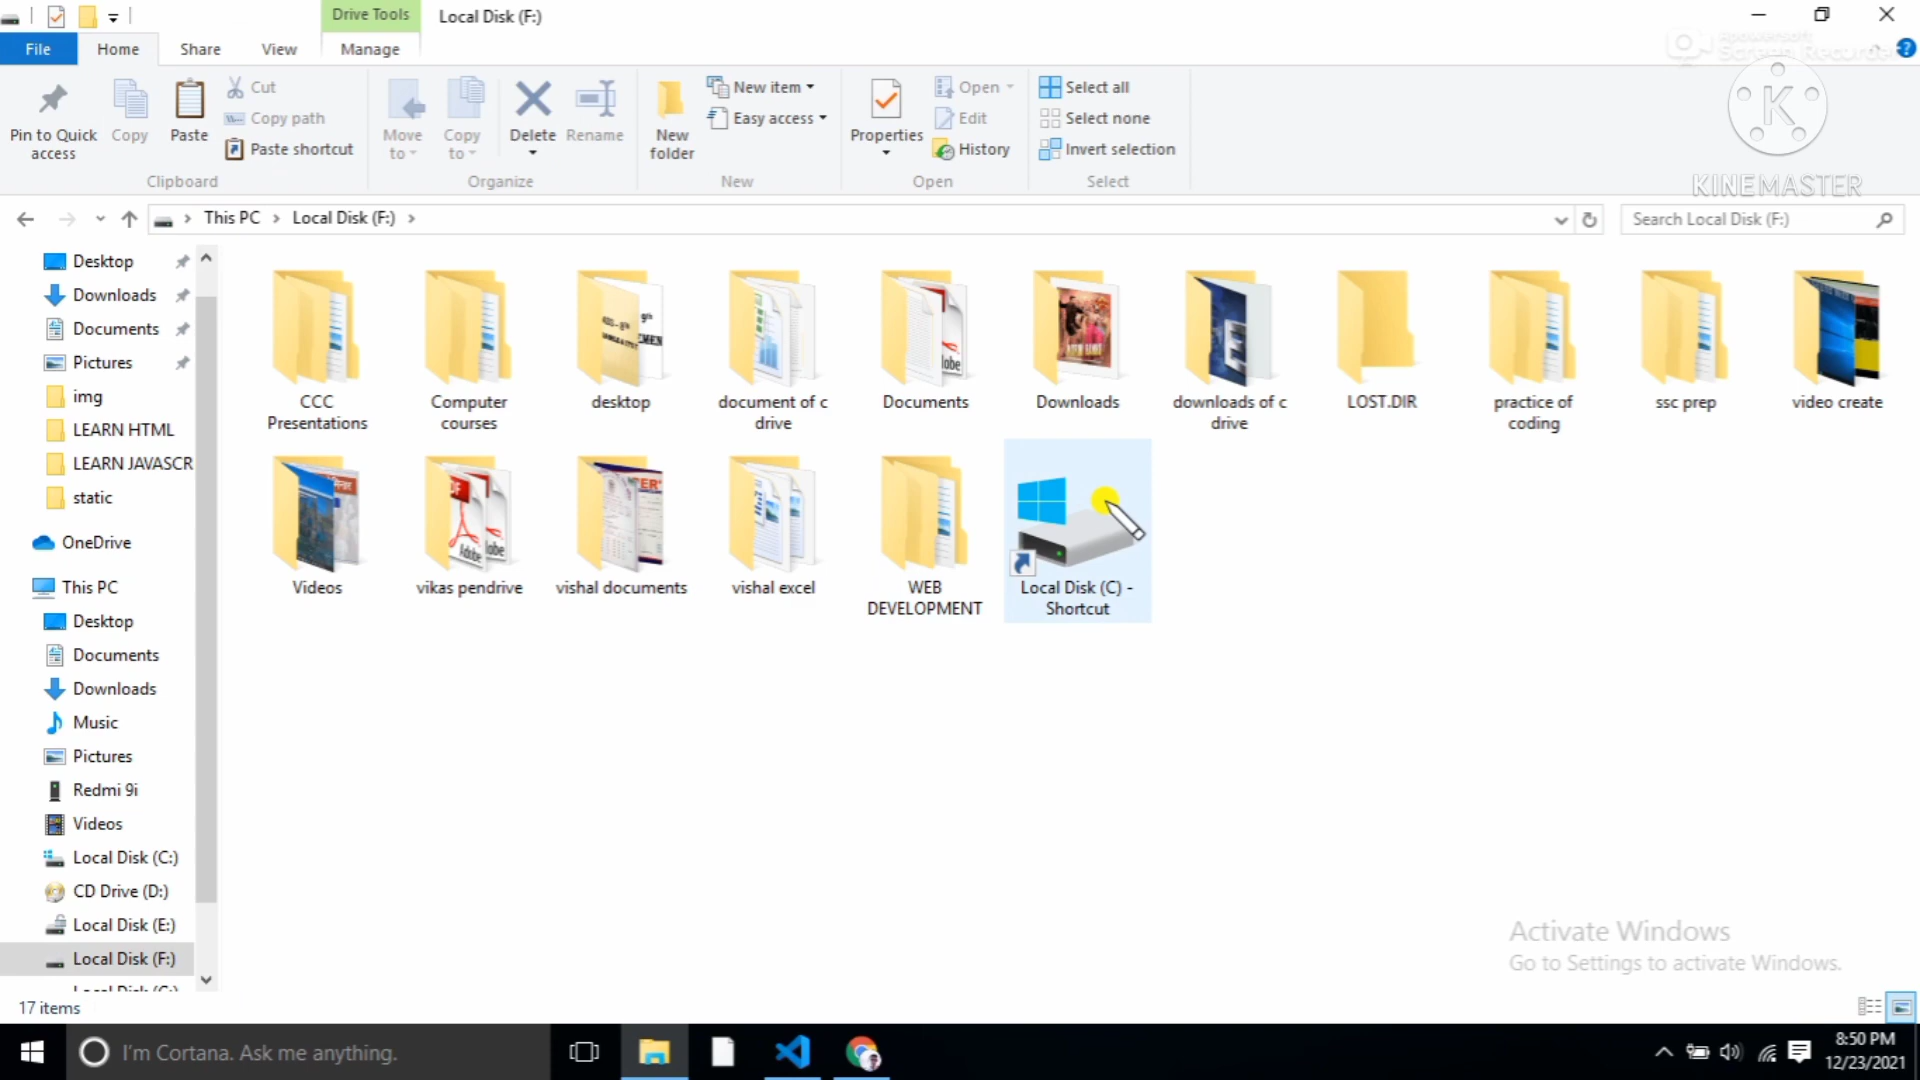 Drive Tools
Local Disk (F:)
File
Home
Share
View
Manage
Apowersoft
Screen Recorder
Pin to Quick
access
Copy
Paste
Cut
Copy path
Paste shortcut
Clipboard
Move
to
Copy
to
Delete
Rename
Organize
New
folder
New item
Easy access
New
Properties
Open
Edit
History
Open
Select all
Select none
Invert selection
Select
K
KINEMASTER
This PC
Local Disk (F:)
Search Local Disk (F:)
Desktop
Downloads
Documents
Pictures
img
LEARN HTML
LEARN JAVASCR
static
OneDrive
This PC
Desktop
Documents
Downloads
Music
Pictures
Redmi 9i
Videos
Local Disk (C:)
CD Drive (D:)
Local Disk (E:)
Local Disk (F:)
CCC
Presentations
Computer
courses
desktop
document of c
drive
Documents
Downloads
downloads of c
drive
LOST.DIR
practice of
coding
ssc prep
video create
Videos
vikas pendrive
vishal documents
vishal excel
WEB
DEVELOPMENT
Local Disk (C) -
Shortcut
Activate Windows
Go to Settings to activate Windows.
17 items
I'm Cortana. Ask me anything.
8:50 PM
12/23/2021